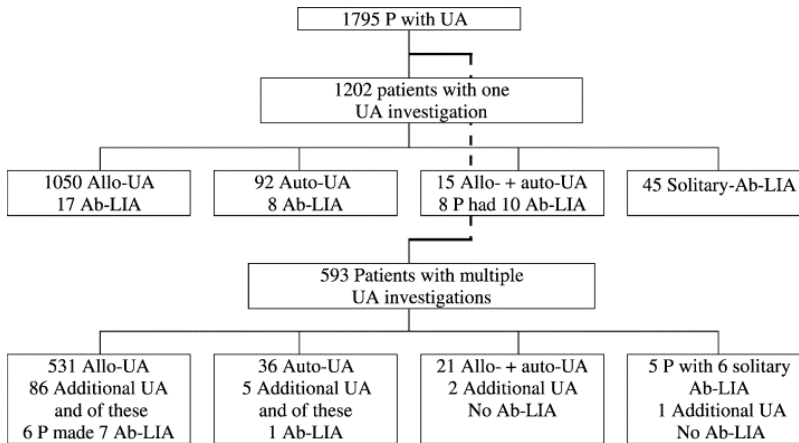 1795 P with UA
1202 patients with one
UA investigation
1050 Allo-UA
17 Ab-LIA
92 Auto-UA
8 Ab-LIA
15 Allo- + auto-UA
8 P had 10 Ab-LIA
45 Solitary-Ab-LIA
593 Patients with multiple
UA investigations
531 Allo-UA
86 Additional UA
and of these
6 P made 7 Ab-LIA
36 Auto-UA
5 Additional UA
and of these
1 Ab-LIA
21 Allo- + auto-UA
2 Additional UA
No Ab-LIA
5 P with 6 solitary
Ab-LIA
1 Additional UA
No Ab-LIA